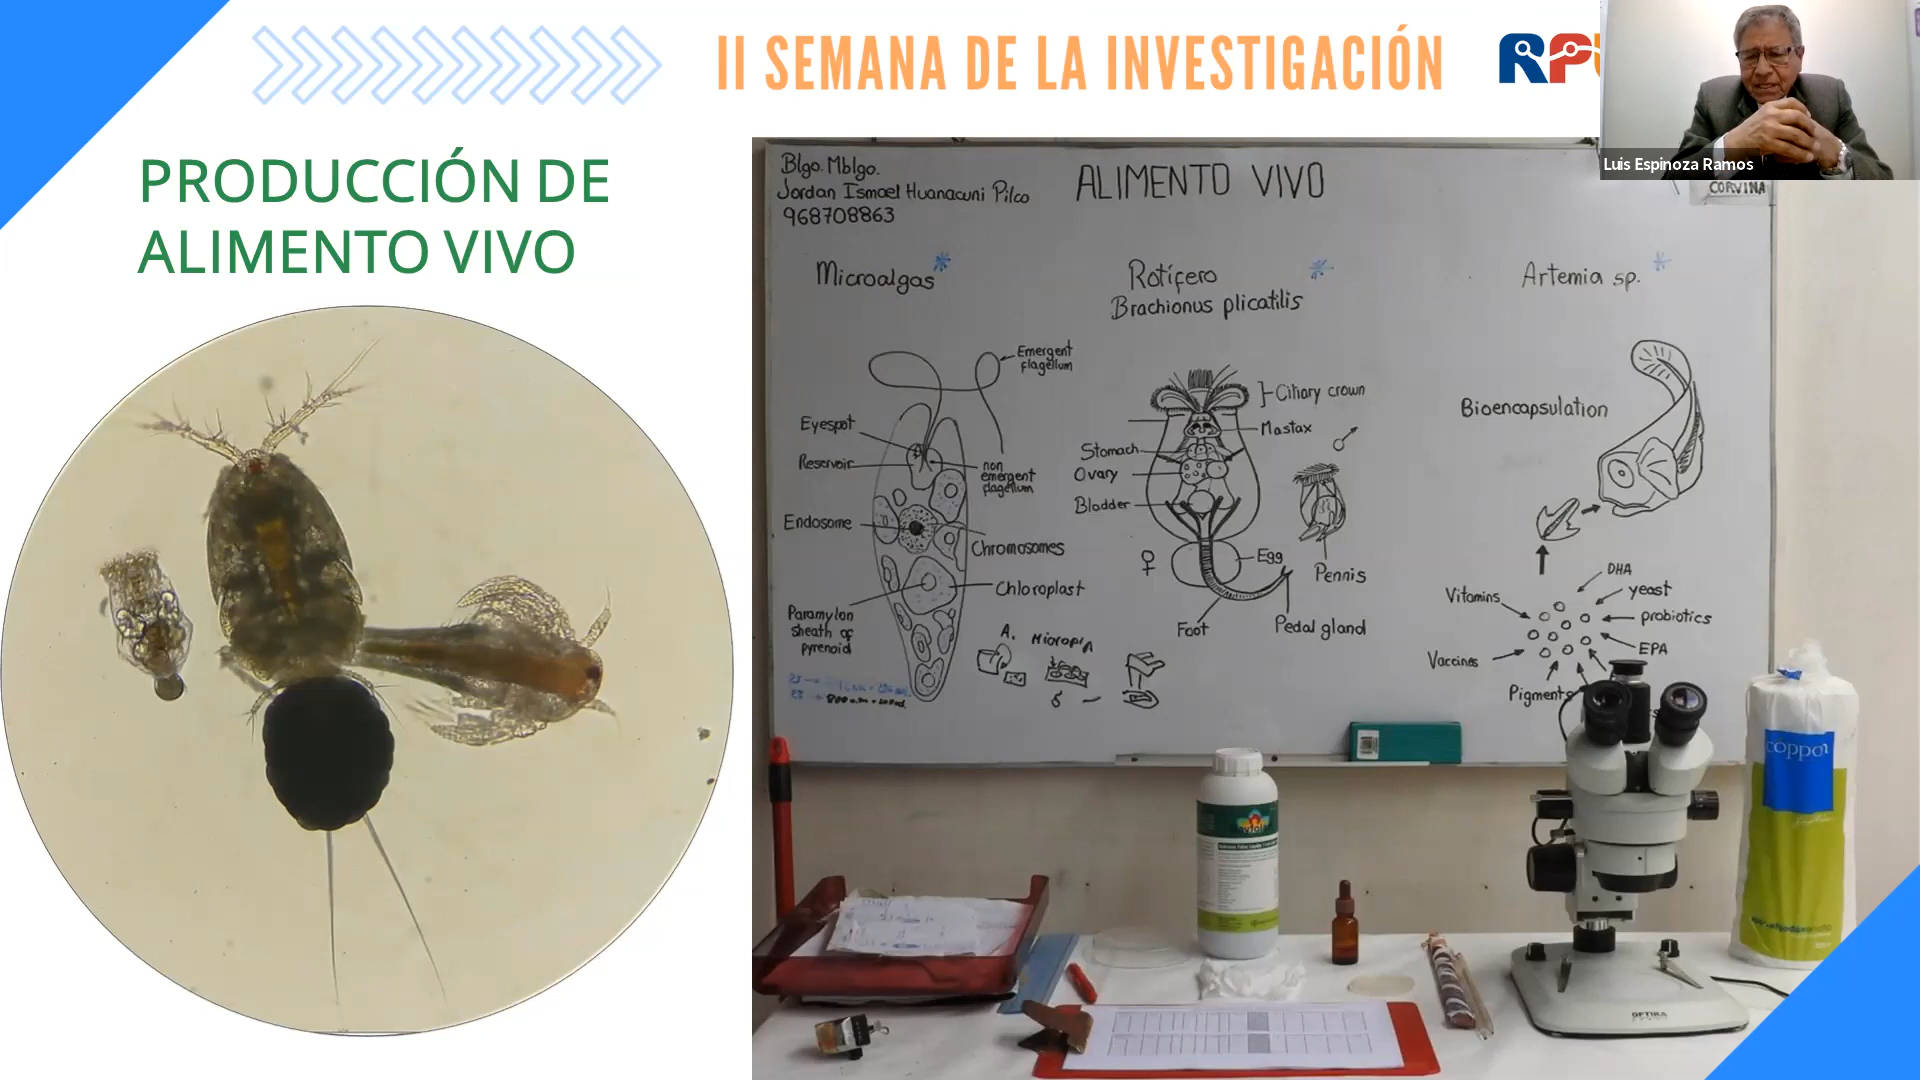 II SEMANA DE LA INVESTIGACIÓN
Luis Espinoza Ramos
PRODUCCIÓN DE
ALIMENTO VIVO
Blgo. Mblgo.
Jordan Ismael Huanacuni Pilco
968708863
ALIMENTO VIVO
CORVINA
Microalgas
Rotífero
Brachionus plicatilis
Artemia sp.
Emergent
flagellum
Eyespot
Reservoir
non
emergent
flagellum
Endosome
Chromosomes
Chloroplast
Paramylon
sheath of
pyrenoid
A.
Ciliary crown
Mastax
Stomach
Ovary
Bladder
Egg
Pennis
Foot
Pedal gland
Bioencapsulation
DHA
Vitamins
yeast
probiotics
EPA
Vaccines
Pigments
OPTIKA